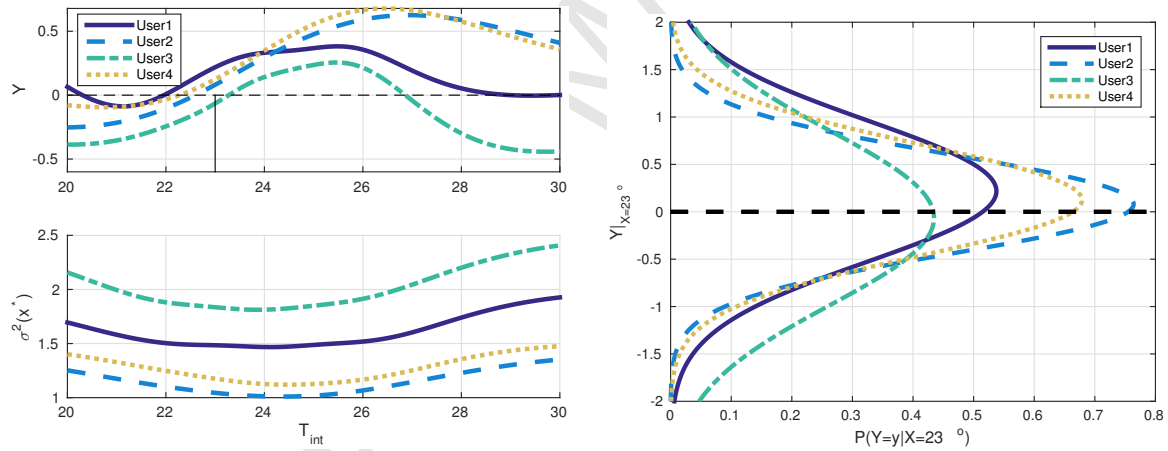 User1
User2
User3
User4
Y
0.5
0
-0.5
20 22 24 26 28 30
σ²(x*)
2.5
2
1.5
1
20 22 24 26 28 30
T_int
User1
User2
User3
User4
Y|_X=23 °
2
1.5
1
0.5
0
-0.5
-1
-1.5
-2
0 0.1 0.2 0.3 0.4 0.5 0.6 0.7 0.8
P(Y=y|X=23 °)